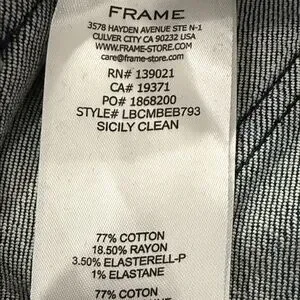 FRAME
3578 HAYDEN AVENUE STE N-1
CULVER CITY CA 90232 USA
WWW.FRAME-STORE.COM
care@frame-store.com
RN# 139021
CA# 19371
PO# 1868200
STYLE# LBCMBEB793
SICILY CLEAN
77% COTTON
18.50% RAYON
3.50% ELASTERELL-P
1% ELASTANE
77% COTON